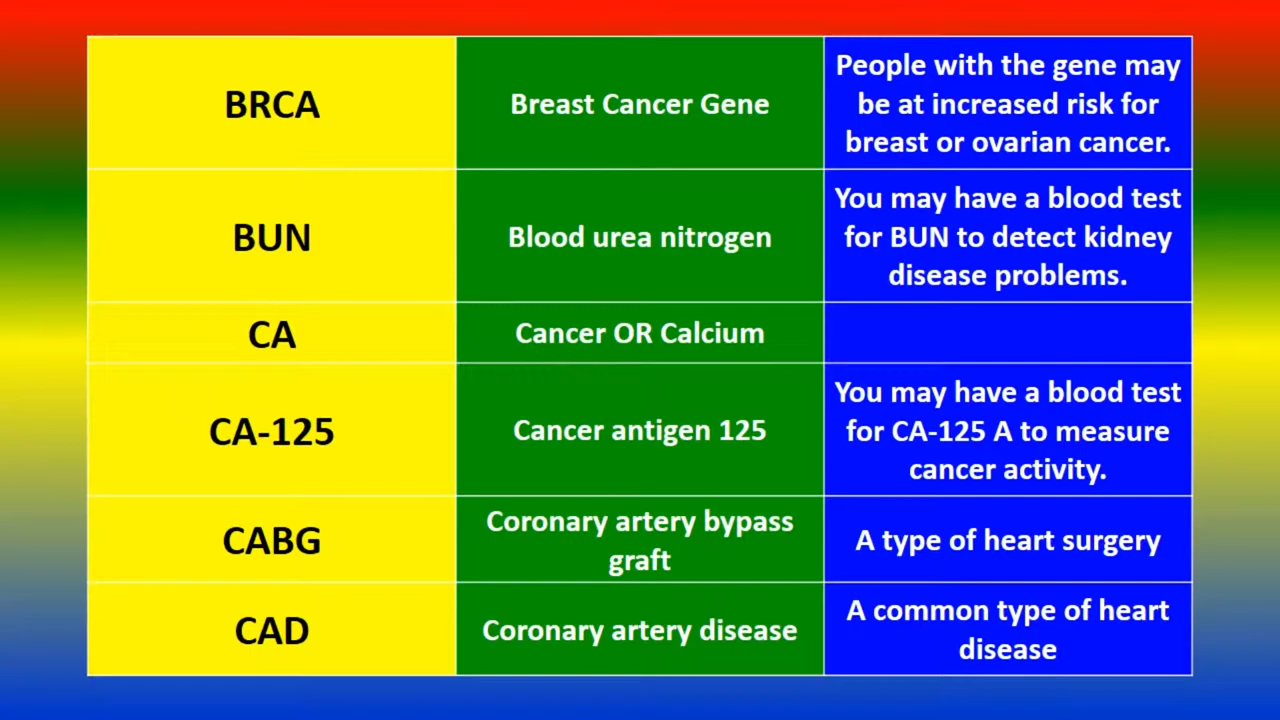 BRCA
Breast Cancer Gene
People with the gene may
be at increased risk for
breast or ovarian cancer.
BUN
Blood urea nitrogen
You may have a blood test
for BUN to detect kidney
disease problems.
CA
Cancer OR Calcium
CA-125
Cancer antigen 125
You may have a blood test
for CA-125 A to measure
cancer activity.
CABG
Coronary artery bypass
graft
A type of heart surgery
CAD
Coronary artery disease
A common type of heart
disease